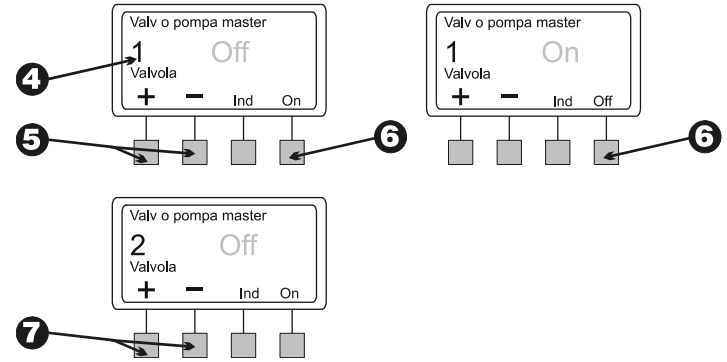 Valv o pompa master
1 Off
Valvola
+ − Ind On
4
5
6
Valv o pompa master
1 On
Valvola
+ − Ind Off
6
Valv o pompa master
2 Off
Valvola
+ − Ind On
7